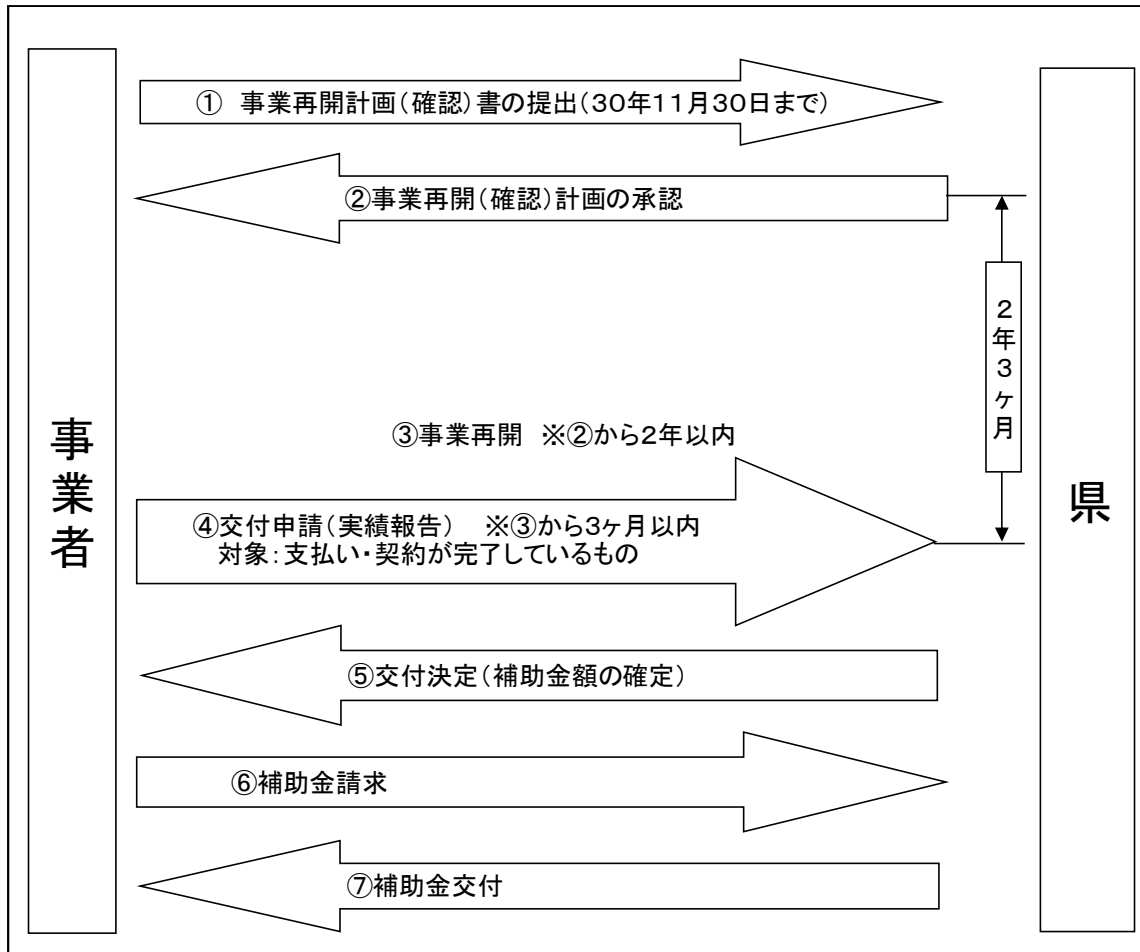 事業者
① 事業再開計画(確認)書の提出(30年11月30日まで)
②事業再開(確認)計画の承認
2年3ヶ月
③事業再開 ※②から2年以内
④交付申請(実績報告) ※③から3ヶ月以内
対象:支払い・契約が完了しているもの
⑤交付決定(補助金額の確定)
⑥補助金請求
⑦補助金交付
県